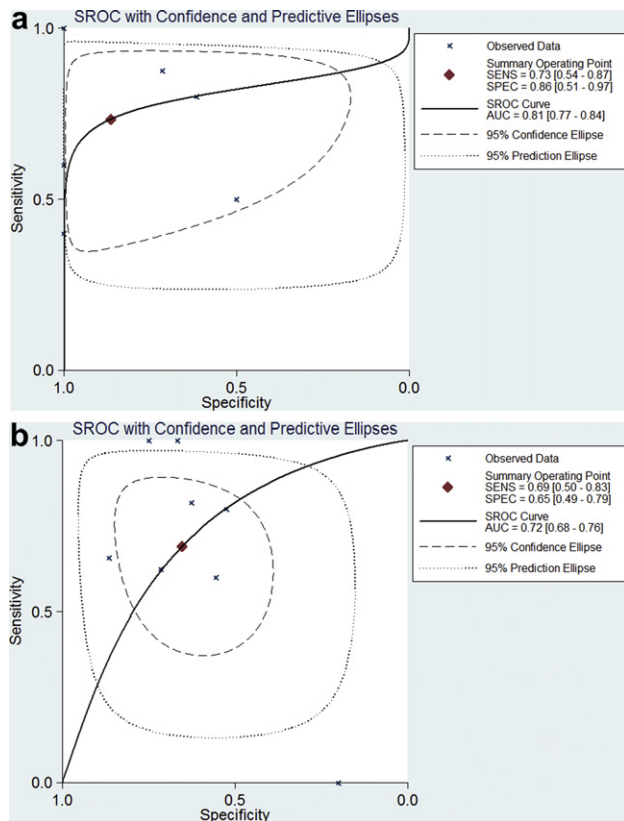 a
SROC with Confidence and Predictive Ellipses
1.0
0.5
0.0
Sensitivity
1.0
0.5
0.0
Specificity
Observed Data
Summary Operating Point
SENS = 0.73 [0.54 - 0.87]
SPEC = 0.86 [0.51 - 0.97]
SROC Curve
AUC = 0.81 [0.77 - 0.84]
95% Confidence Ellipse
95% Prediction Ellipse
b
SROC with Confidence and Predictive Ellipses
1.0
0.5
0.0
Sensitivity
1.0
0.5
0.0
Specificity
Observed Data
Summary Operating Point
SENS = 0.69 [0.50 - 0.83]
SPEC = 0.65 [0.49 - 0.79]
SROC Curve
AUC = 0.72 [0.68 - 0.76]
95% Confidence Ellipse
95% Prediction Ellipse